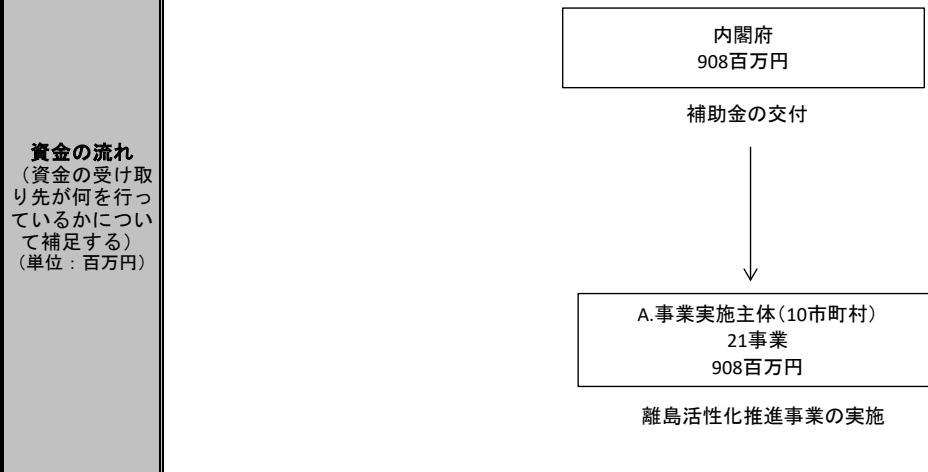 資金の流れ
（資金の受け取
り先が何を行っ
ているかについ
て補足する）
（単位：百万円）
内閣府
908百万円
補助金の交付
A.事業実施主体（10市町村）
21事業
908百万円
離島活性化推進事業の実施